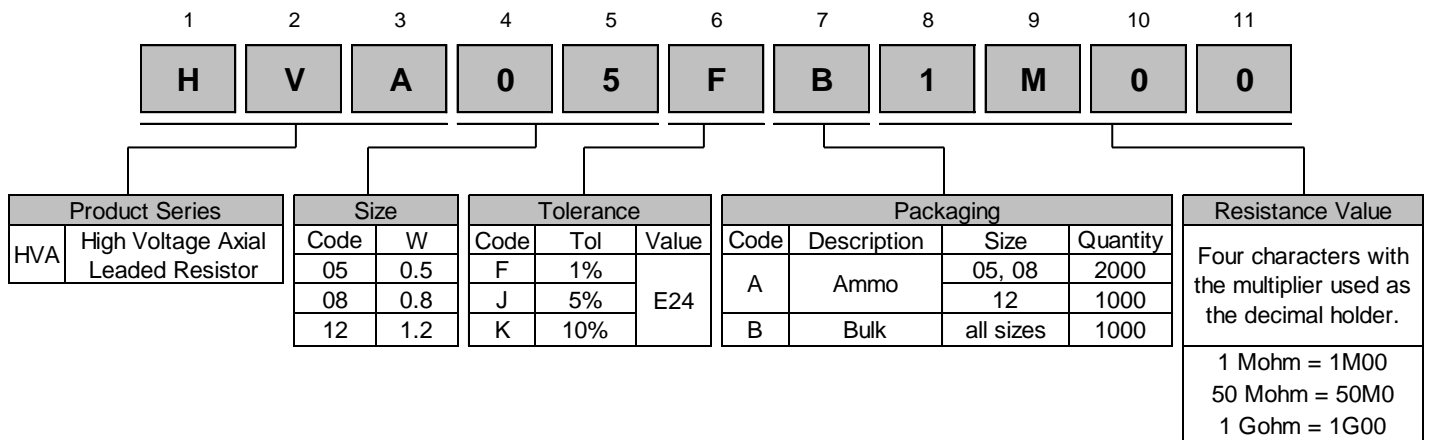 1 2 3 4 5 6 7 8 9 10 11
H V A 0 5 F B 1 M 0 0
Product Series
HVA High Voltage Axial
Leaded Resistor
Size
Code W
05 0.5
08 0.8
12 1.2
Tolerance
Code Tol Value
F 1%
J 5% E24
K 10%
Packaging
Code Description Size Quantity
A Ammo 05, 08 2000
12 1000
B Bulk all sizes 1000
Resistance Value
Four characters with
the multiplier used as
the decimal holder.
1 Mohm = 1M00
50 Mohm = 50M0
1 Gohm = 1G00